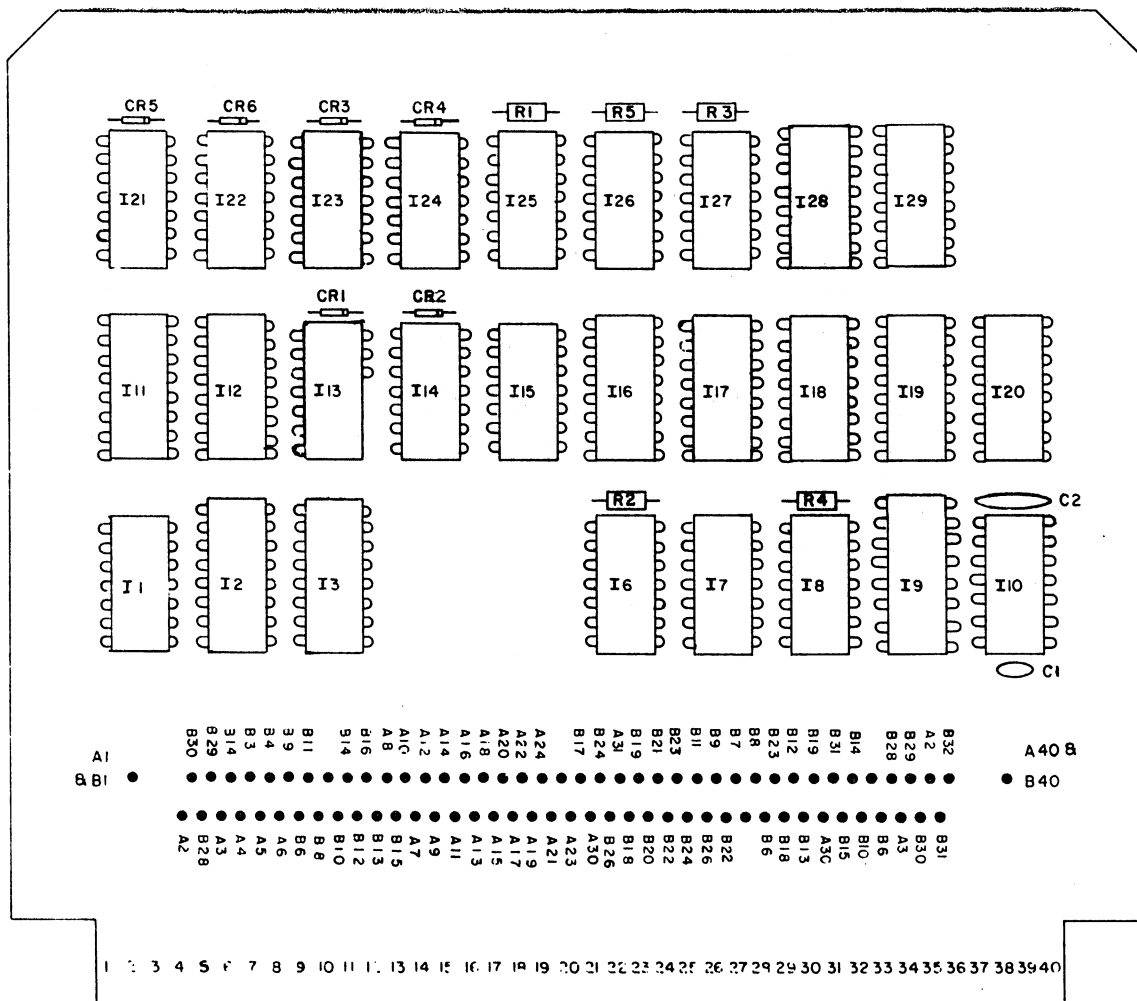 CR5 CR6 CR3 CR4 R1 R5 R3
I21 I22 I23 I24 I25 I26 I27 I28 I29
CR1 CR2
I11 I12 I13 I14 I15 I16 I17 I18 I19 I20
R2 R4 C2
I1 I2 I3 I6 I7 I8 I9 I10
C1
A1 B30 B29 B14 B3 B4 B9 B11 B14 B16 A8 A10 A12 A14 A16 A18 A20 A22 A24 B17 B24 A31 B19 B21 B23 B11 B9 B7 B8 B23 B12 B19 B31 B14 B28 B29 A2 B32 A40 &
& B1 B40
A2 B28 A3 A4 A5 A6 B6 B8 B10 B12 B13 B15 A7 A9 A11 A13 A15 A17 A19 A21 A23 A30 B26 B18 B20 B22 B24 B26 B22 B6 B18 B13 A30 B15 B10 B6 A3 B30 B31
1 3 4 5 7 8 9 10 11 13 14 15 16 17 18 19 20 21 22 23 24 25 26 27 29 30 31 32 33 34 35 36 37 38 39 40